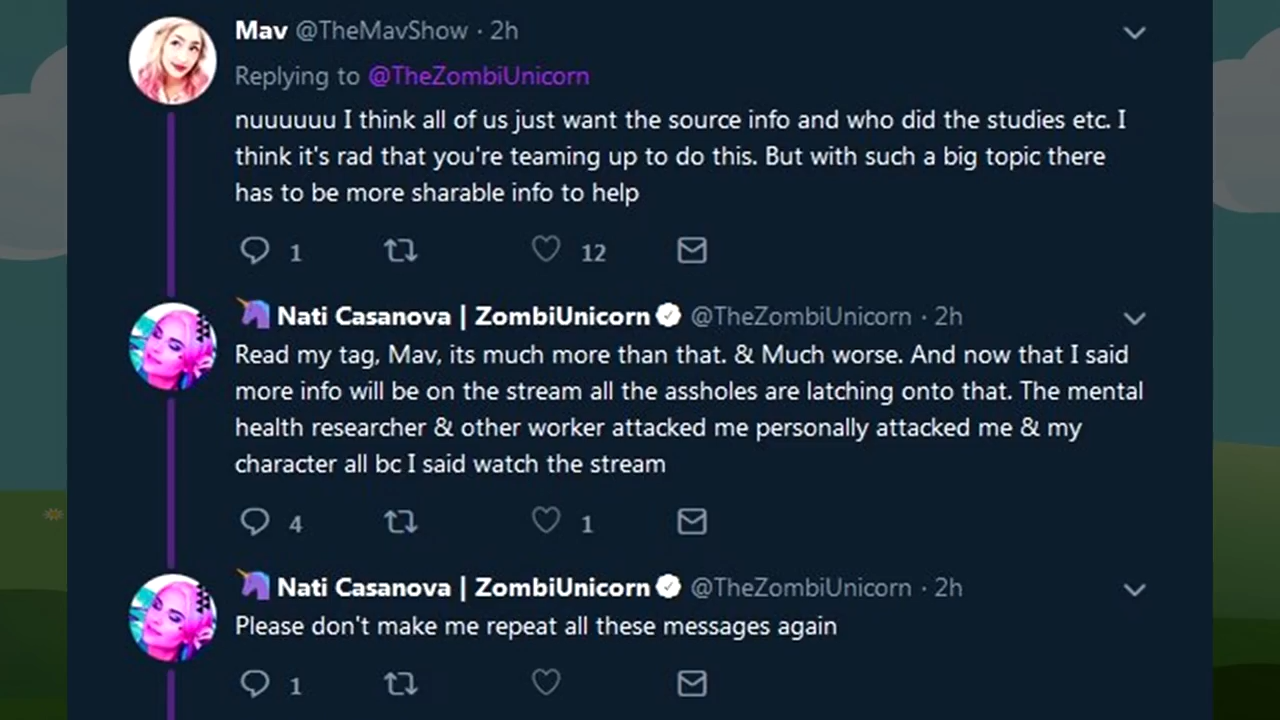 Mav @TheMavShow · 2h
Replying to @TheZombiUnicorn
nuuuuuu I think all of us just want the source info and who did the studies etc. I
think it's rad that you're teaming up to do this. But with such a big topic there
has to be more sharable info to help
1 12
Nati Casanova | ZombiUnicorn @TheZombiUnicorn · 2h
Read my tag, Mav, its much more than that. & Much worse. And now that I said
more info will be on the stream all the assholes are latching onto that. The mental
health researcher & other worker attacked me personally attacked me & my
character all bc I said watch the stream
4 1
Nati Casanova | ZombiUnicorn @TheZombiUnicorn · 2h
Please don't make me repeat all these messages again
1